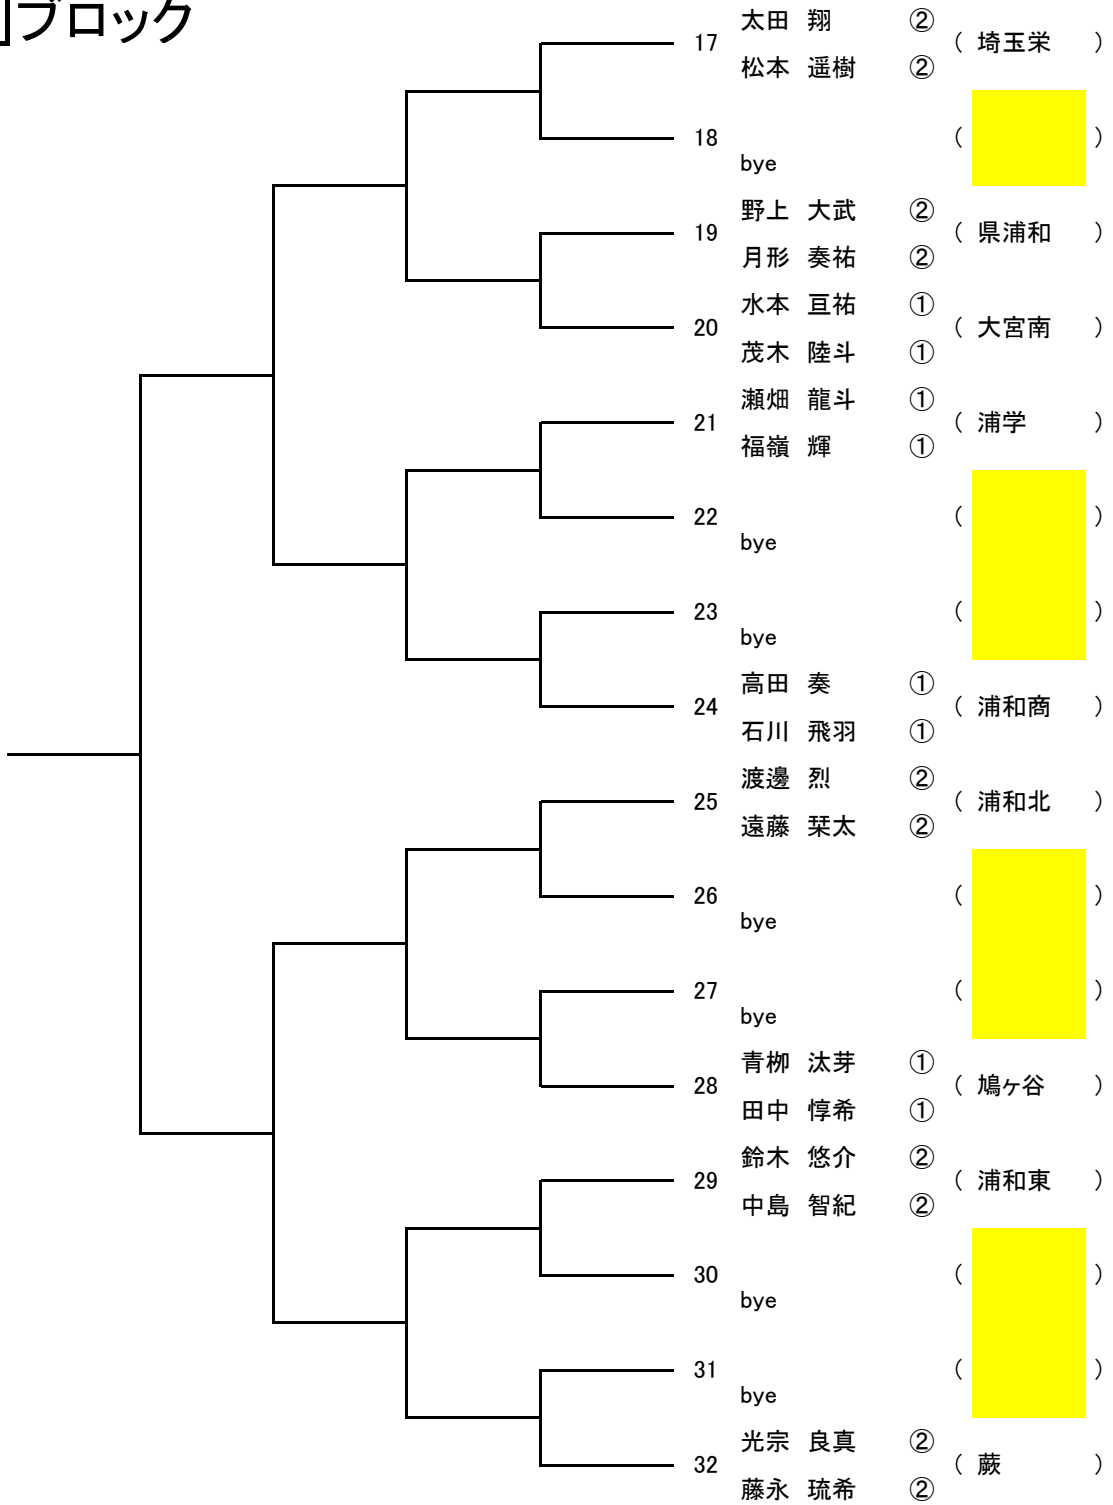 ブロック
太田 翔 ②
17 ( 埼玉栄 )
松本 遥樹 ②
18 ( )
bye
野上 大武 ②
19 ( 県浦和 )
月形 奏祐 ②
水本 亘祐 ①
20 ( 大宮南 )
茂木 陸斗 ①
瀬畑 龍斗 ①
21 ( 浦学 )
福嶺 輝 ①
22 ( )
bye
23 ( )
bye
高田 奏 ①
24 ( 浦和商 )
石川 飛羽 ①
渡邊 烈 ②
25 ( 浦和北 )
遠藤 栞太 ②
26 ( )
bye
27 ( )
bye
青栁 汰芽 ①
28 ( 鳩ヶ谷 )
田中 惇希 ①
鈴木 悠介 ②
29 ( 浦和東 )
中島 智紀 ②
30 ( )
bye
31 ( )
bye
光宗 良真 ②
32 ( 蕨 )
藤永 琉希 ②